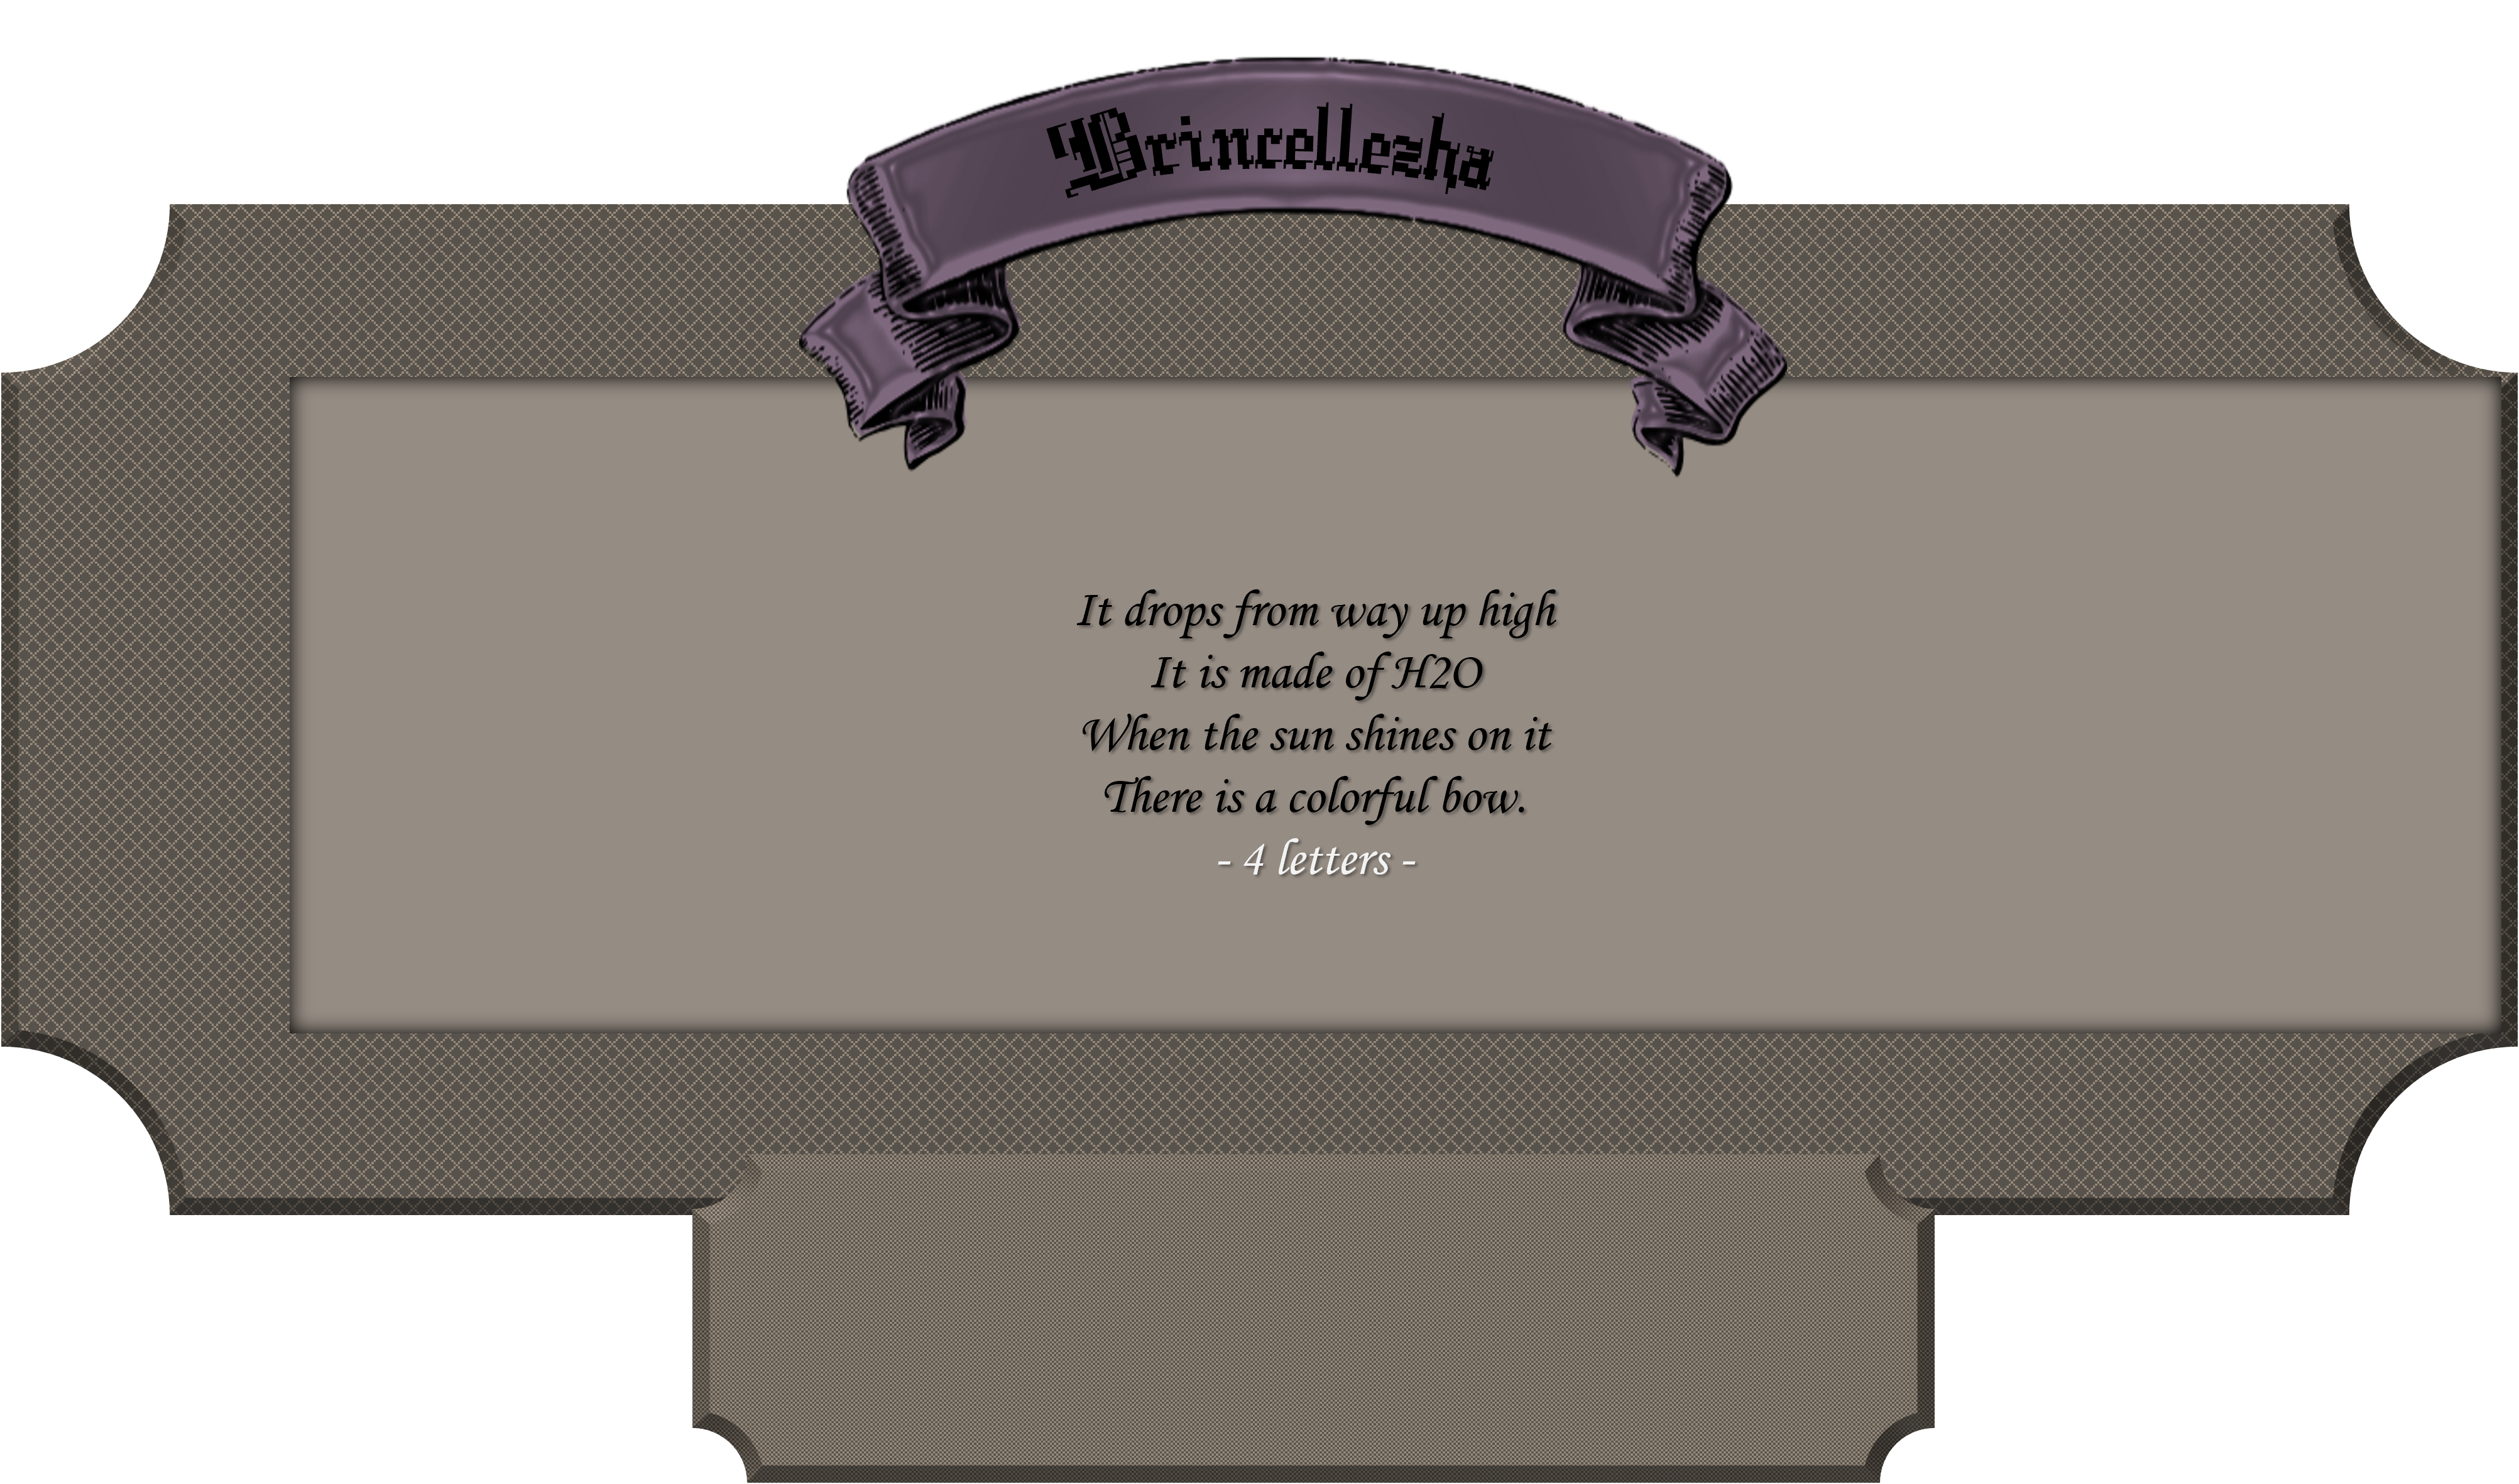 Brincellezha
It drops from way up high
It is made of H2O
When the sun shines on it
There is a colorful bow.
- 4 letters -